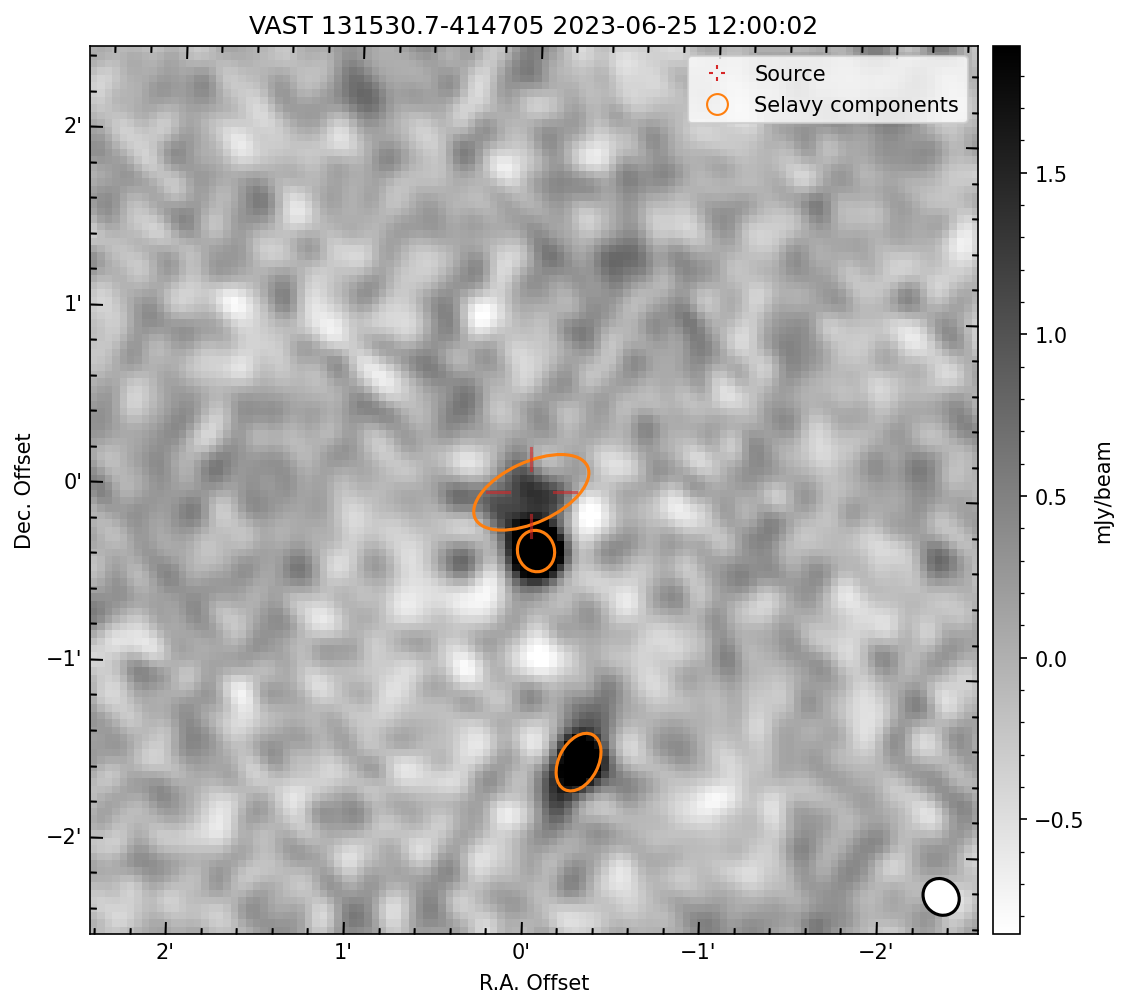 VAST 131530.7-414705 2023-06-25 12:00:02
Source
Selavy components
2'
1'
0'
−1'
−2'
Dec. Offset
2'
1'
0'
−1'
−2'
R.A. Offset
1.5
1.0
0.5
0.0
−0.5
mJy/beam